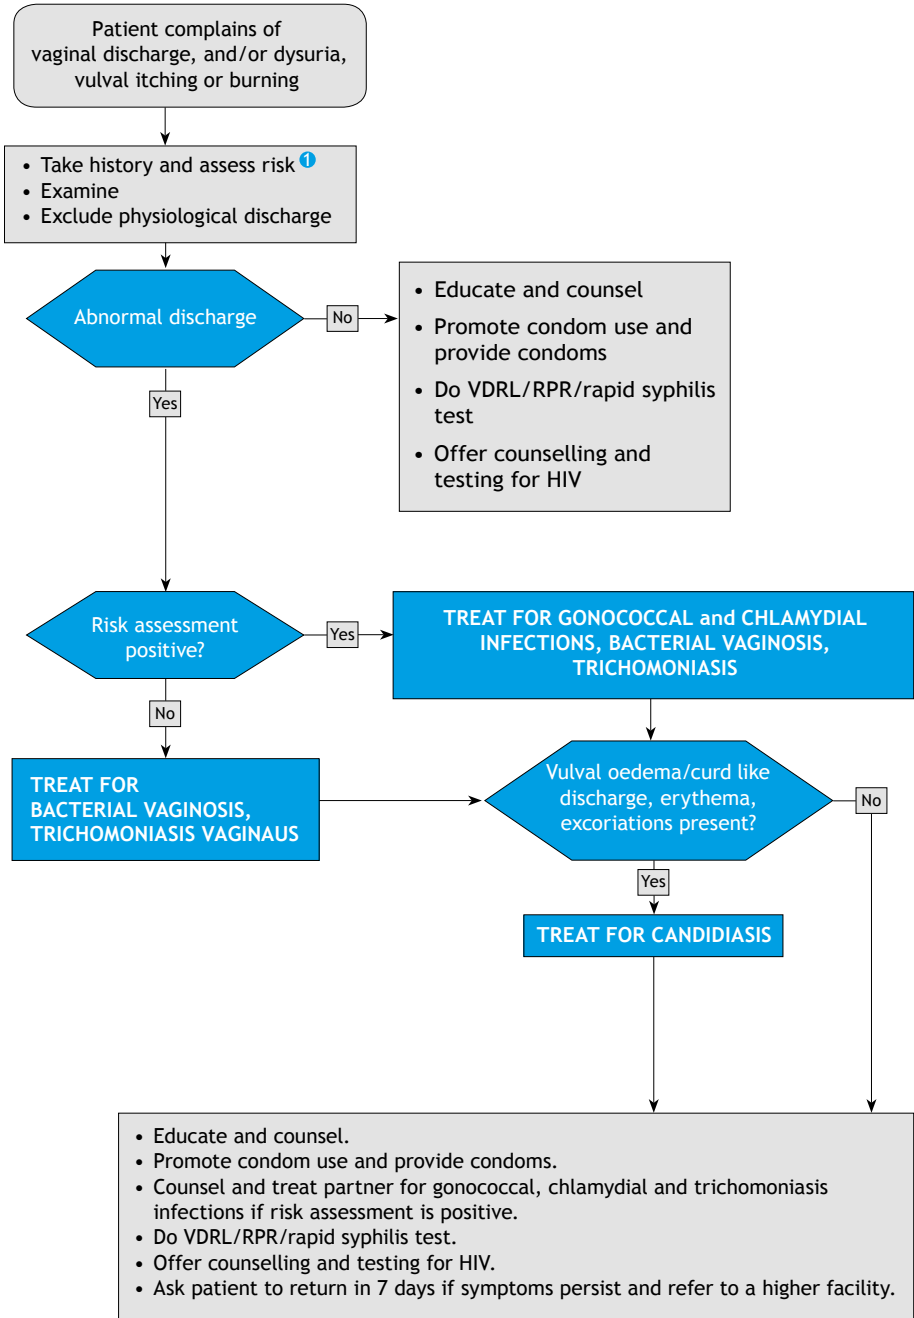 Patient complains of
vaginal discharge, and/or dysuria,
vulval itching or burning
• Take history and assess risk 1
• Examine
• Exclude physiological discharge
Abnormal discharge
No
• Educate and counsel
• Promote condom use and
provide condoms
• Do VDRL/RPR/rapid syphilis
test
• Offer counselling and
testing for HIV
Yes
Risk assessment
positive?
Yes
TREAT FOR GONOCOCCAL and CHLAMYDIAL
INFECTIONS, BACTERIAL VAGINOSIS,
TRICHOMONIASIS
No
TREAT FOR
BACTERIAL VAGINOSIS,
TRICHOMONIASIS VAGINAUS
Vulval oedema/curd like
discharge, erythema,
excoriations present?
No
Yes
TREAT FOR CANDIDIASIS
• Educate and counsel.
• Promote condom use and provide condoms.
• Counsel and treat partner for gonococcal, chlamydial and trichomoniasis
infections if risk assessment is positive.
• Do VDRL/RPR/rapid syphilis test.
• Offer counselling and testing for HIV.
• Ask patient to return in 7 days if symptoms persist and refer to a higher facility.